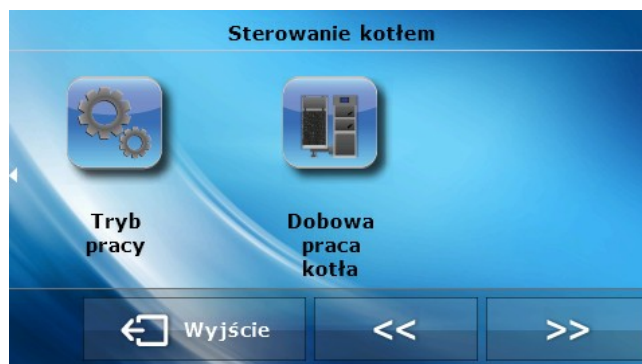 Sterowanie kotłem
Tryb
pracy
Dobowa
praca
kotła
Wyjście
<<
>>